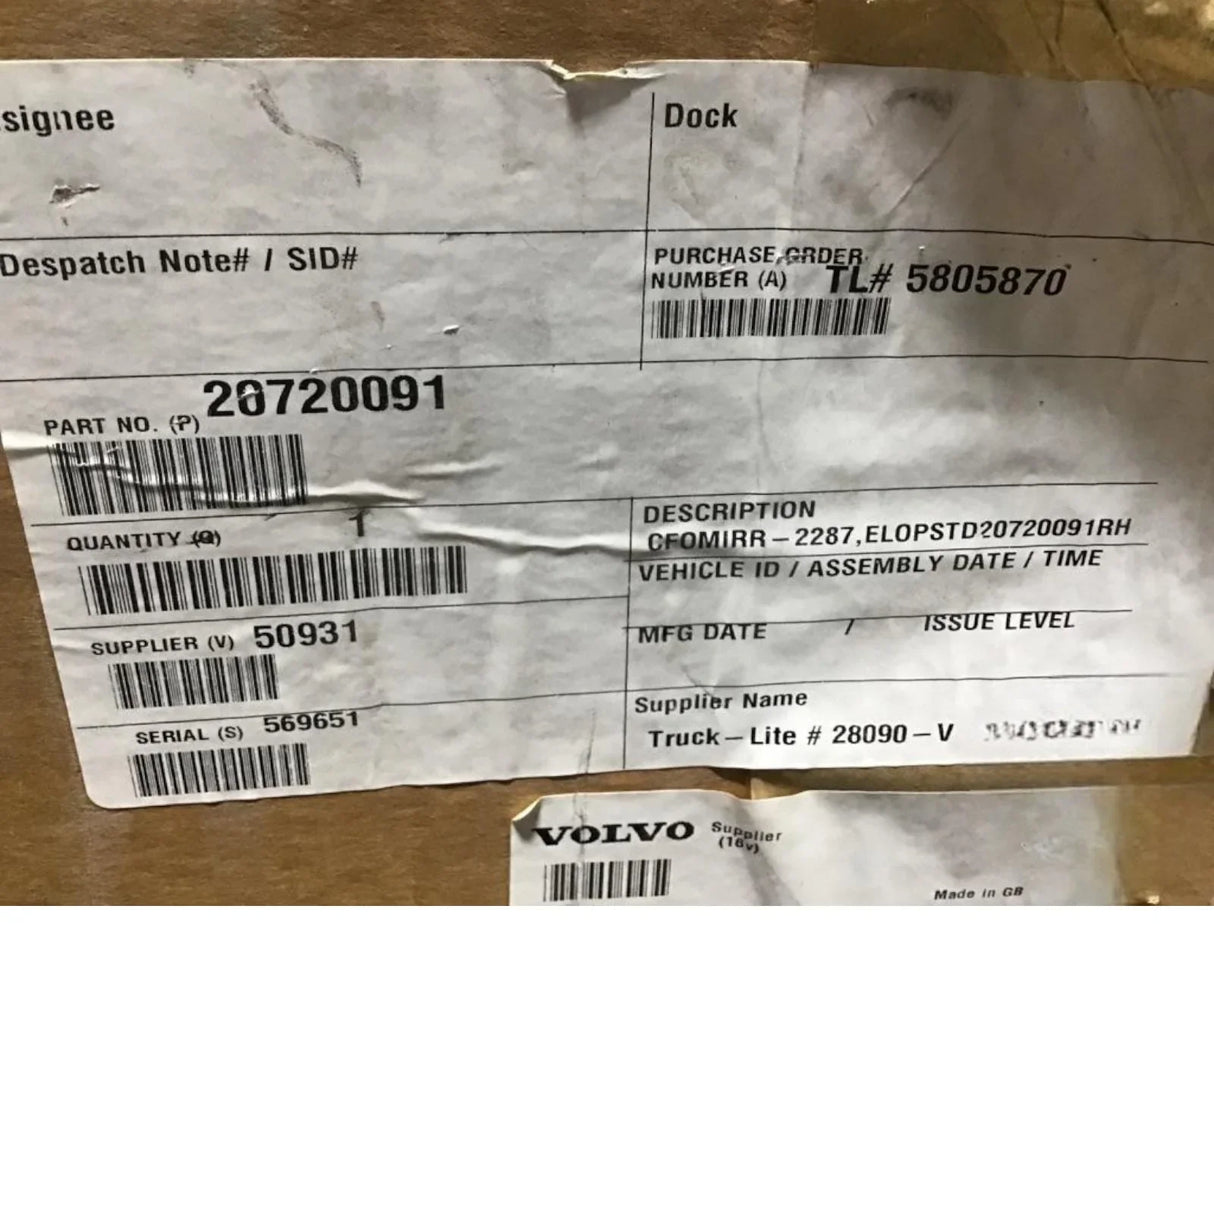 signee
Dock
Despatch Note# / SID#
PURCHASE ORDER
NUMBER (A) TL# 5805870
PART NO. (P) 20720091
QUANTITY (Q) 1
DESCRIPTION
CFOMIRR-2287,ELOPSTD20720091RH
VEHICLE ID / ASSEMBLY DATE / TIME
SUPPLIER (V) 50931
MFG DATE / ISSUE LEVEL
SERIAL (S) 569651
Supplier Name
Truck-Lite # 28090-V
VOLVO Supplier
(16v)
Made in GB